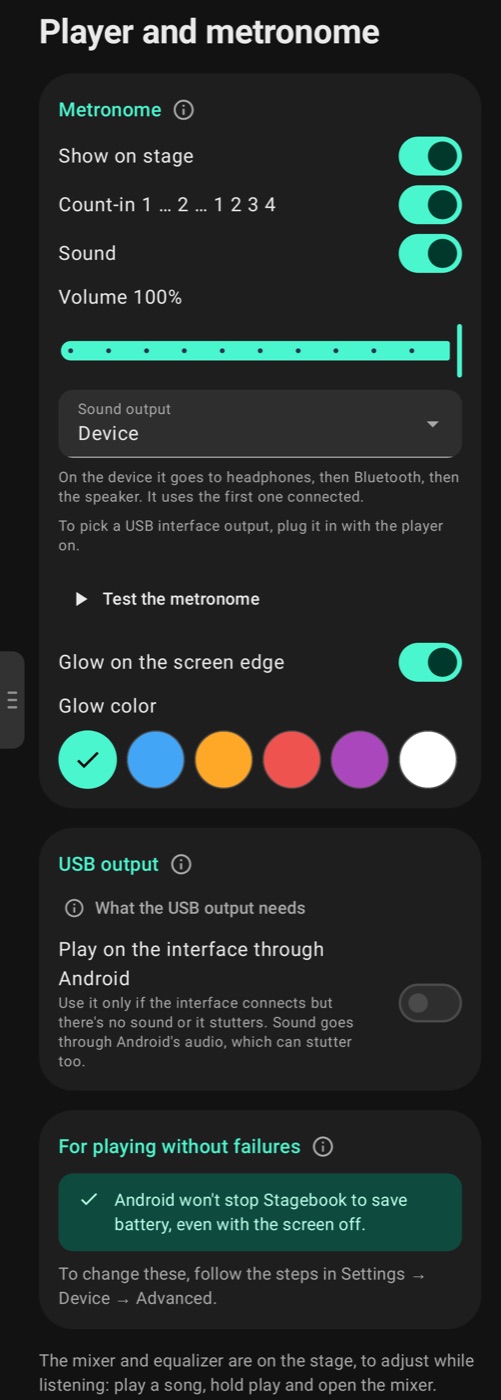 Player and metronome
Metronome
Show on stage
Count-in 1 ... 2 ... 1 2 3 4
Sound
Volume 100%
Sound output
Device
On the device it goes to headphones, then Bluetooth, then
the speaker. It uses the first one connected.
To pick a USB interface output, plug it in with the player
on.
Test the metronome
Glow on the screen edge
Glow color
USB output
What the USB output needs
Play on the interface through
Android
Use it only if the interface connects but
there's no sound or it stutters. Sound goes
through Android's audio, which can stutter
too.
For playing without failures
Android won't stop Stagebook to save
battery, even with the screen off.
To change these, follow the steps in Settings →
Device → Advanced.
The mixer and equalizer are on the stage, to adjust while
listening: play a song, hold play and open the mixer.